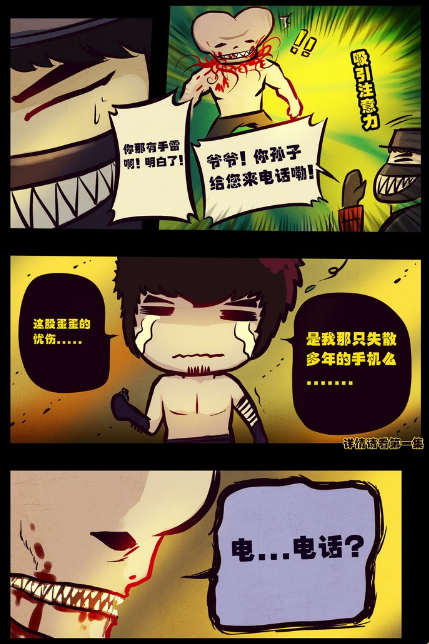 你那有手雷
啊！明白了！
!!
吸引注意力
爷爷！你孙子
给您来电话嘞！
这股蛋蛋的
忧伤.....
是我那只失散
多年的手机么
.......
详情请看第一集
电...电话？